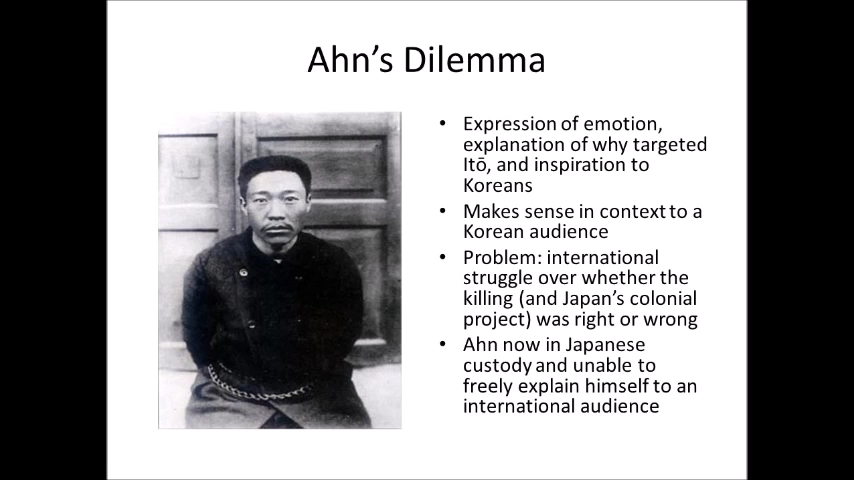 Ahn’s Dilemma
• Expression of emotion,
explanation of why targeted
Itō, and inspiration to
Koreans
• Makes sense in context to a
Korean audience
• Problem: international
struggle over whether the
killing (and Japan’s colonial
project) was right or wrong
• Ahn now in Japanese
custody and unable to
freely explain himself to an
international audience